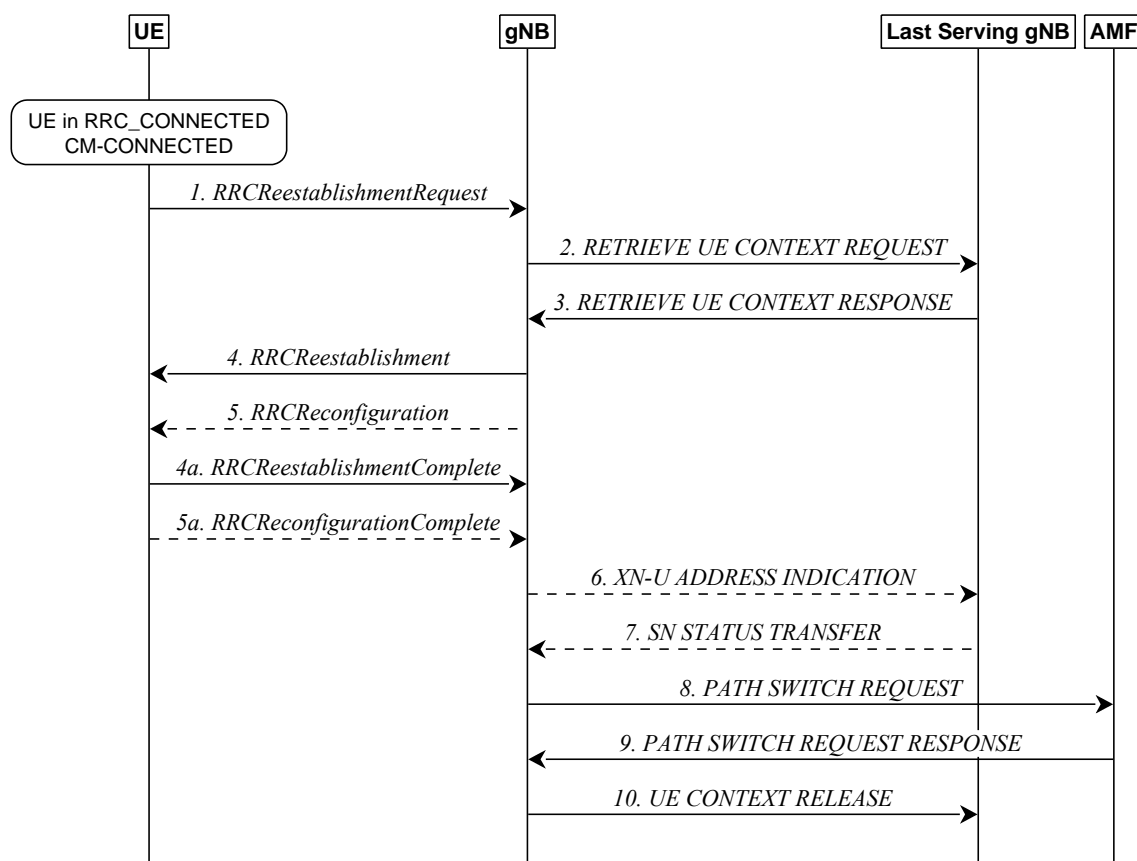 UE
gNB
Last Serving gNB
AMF
UE in RRC_CONNECTED
CM-CONNECTED
1. RRCReestablishmentRequest
2. RETRIEVE UE CONTEXT REQUEST
3. RETRIEVE UE CONTEXT RESPONSE
4. RRCReestablishment
5. RRCReconfiguration
4a. RRCReestablishmentComplete
5a. RRCReconfigurationComplete
6. XN-U ADDRESS INDICATION
7. SN STATUS TRANSFER
8. PATH SWITCH REQUEST
9. PATH SWITCH REQUEST RESPONSE
10. UE CONTEXT RELEASE